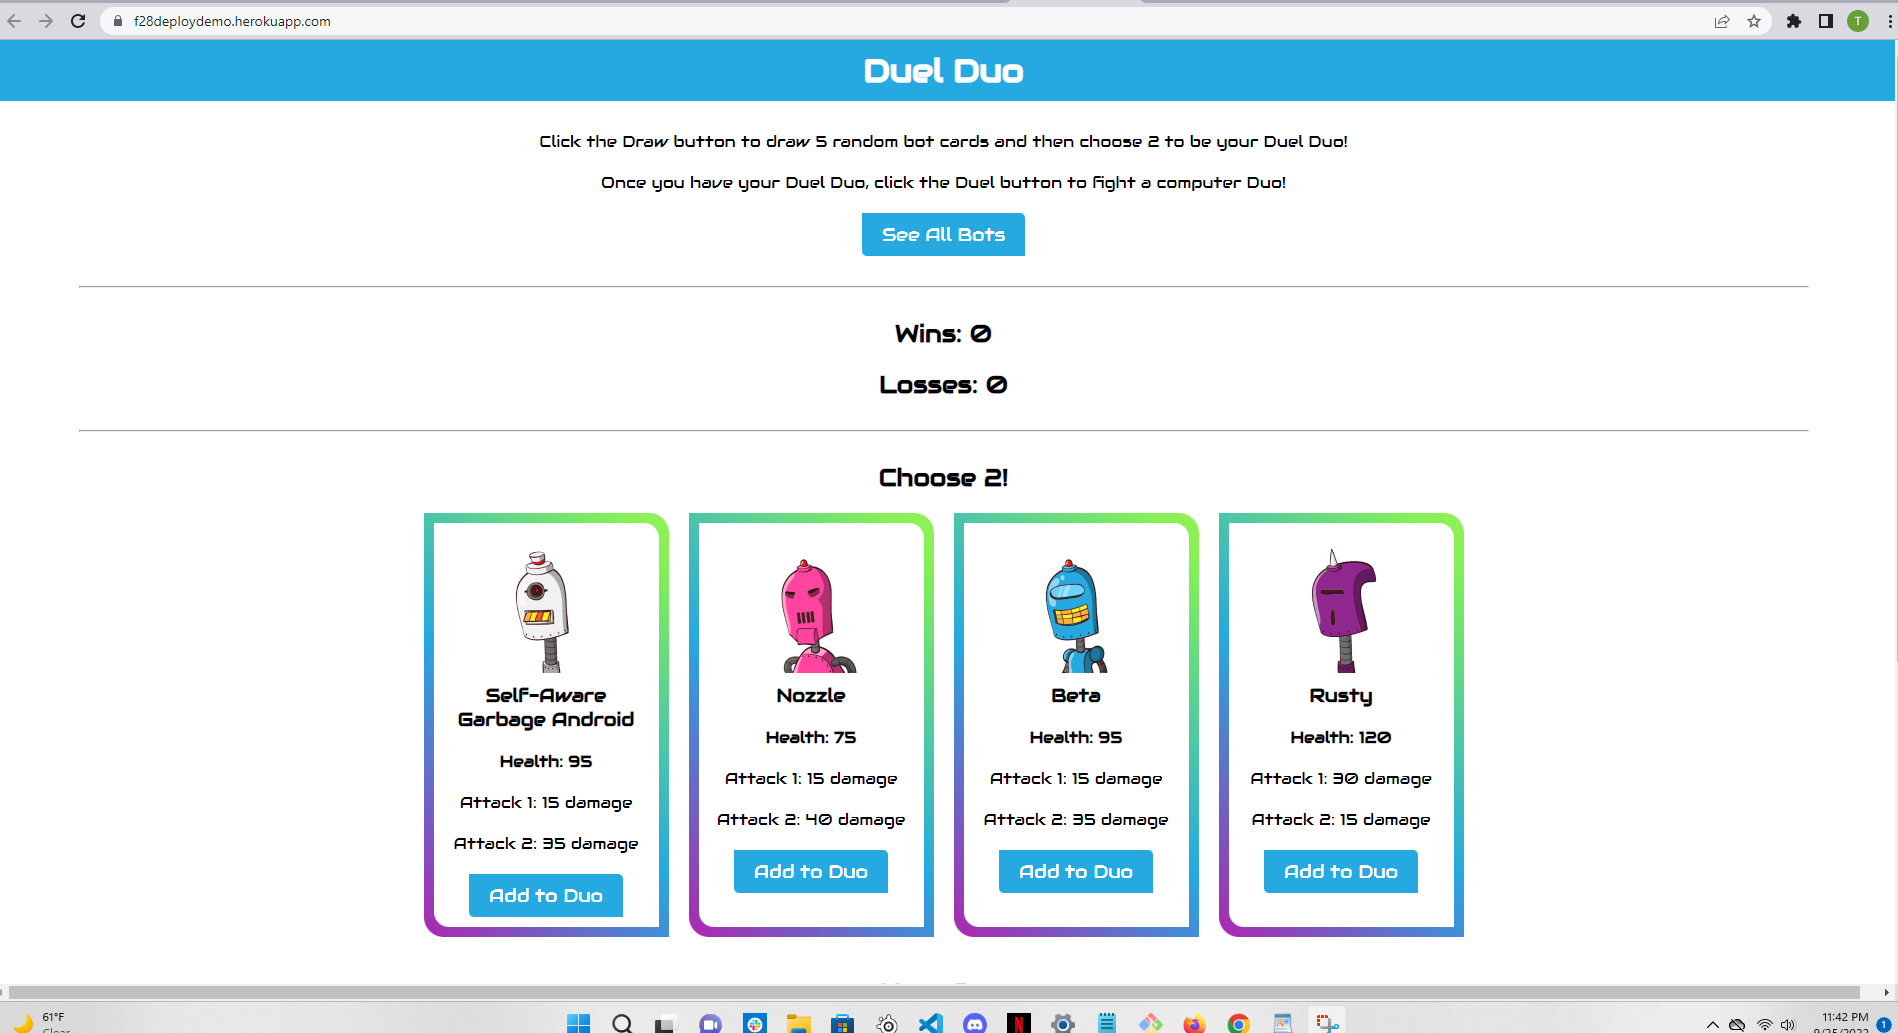 f28deploydemo.herokuapp.com
T
Duel Duo
Click the Draw button to draw 5 random bot cards and then choose 2 to be your Duel Duo!
Once you have your Duel Duo, click the Duel button to fight a computer Duo!
See All Bots
Wins: 0
Losses: 0
Choose 2!
Self-Aware
Garbage Android
Health: 95
Attack 1: 15 damage
Attack 2: 35 damage
Add to Duo
Nozzle
Health: 75
Attack 1: 15 damage
Attack 2: 40 damage
Add to Duo
Beta
Health: 95
Attack 1: 15 damage
Attack 2: 35 damage
Add to Duo
Rusty
Health: 120
Attack 1: 30 damage
Attack 2: 15 damage
Add to Duo
61°F
Clear
N
11:42 PM
9/25/2022
1